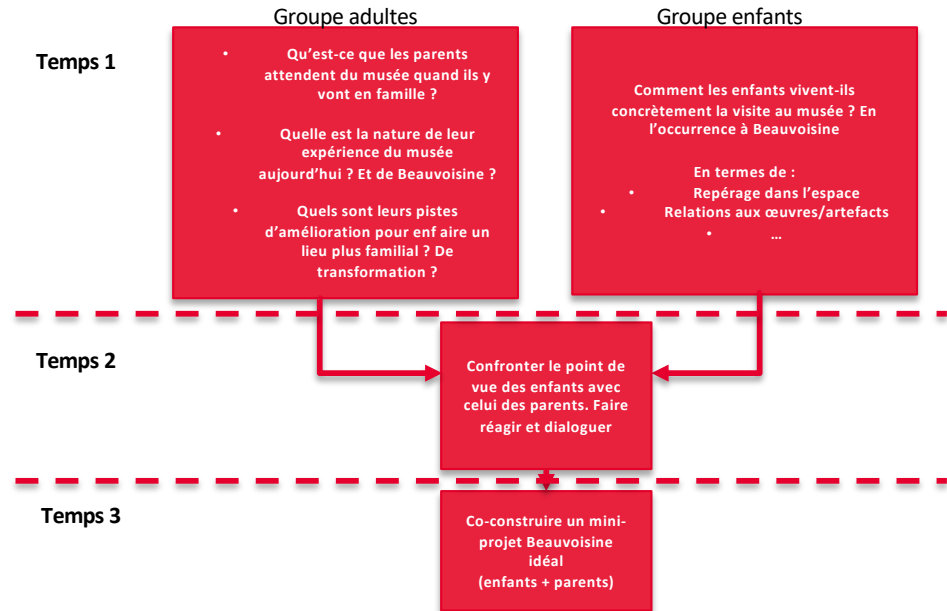 Groupe adultes
Groupe enfants
Temps 1
• Qu’est-ce que les parents
attendent du musée quand ils y
vont en famille ?
• Quelle est la nature de leur
expérience du musée
aujourd’hui ? Et de Beauvoisine ?
• Quels sont leurs pistes
d’amélioration pour enf aire un
lieu plus familial ? De
transformation ?
Comment les enfants vivent-ils
concrètement la visite au musée ? En
l’occurrence à Beauvoisine
En termes de :
• Repérage dans l’espace
• Relations aux œuvres/artefacts
• …
Temps 2
Confronter le point de
vue des enfants avec
celui des parents. Faire
réagir et dialoguer
Temps 3
Co-construire un mini-
projet Beauvoisine
idéal
(enfants + parents)